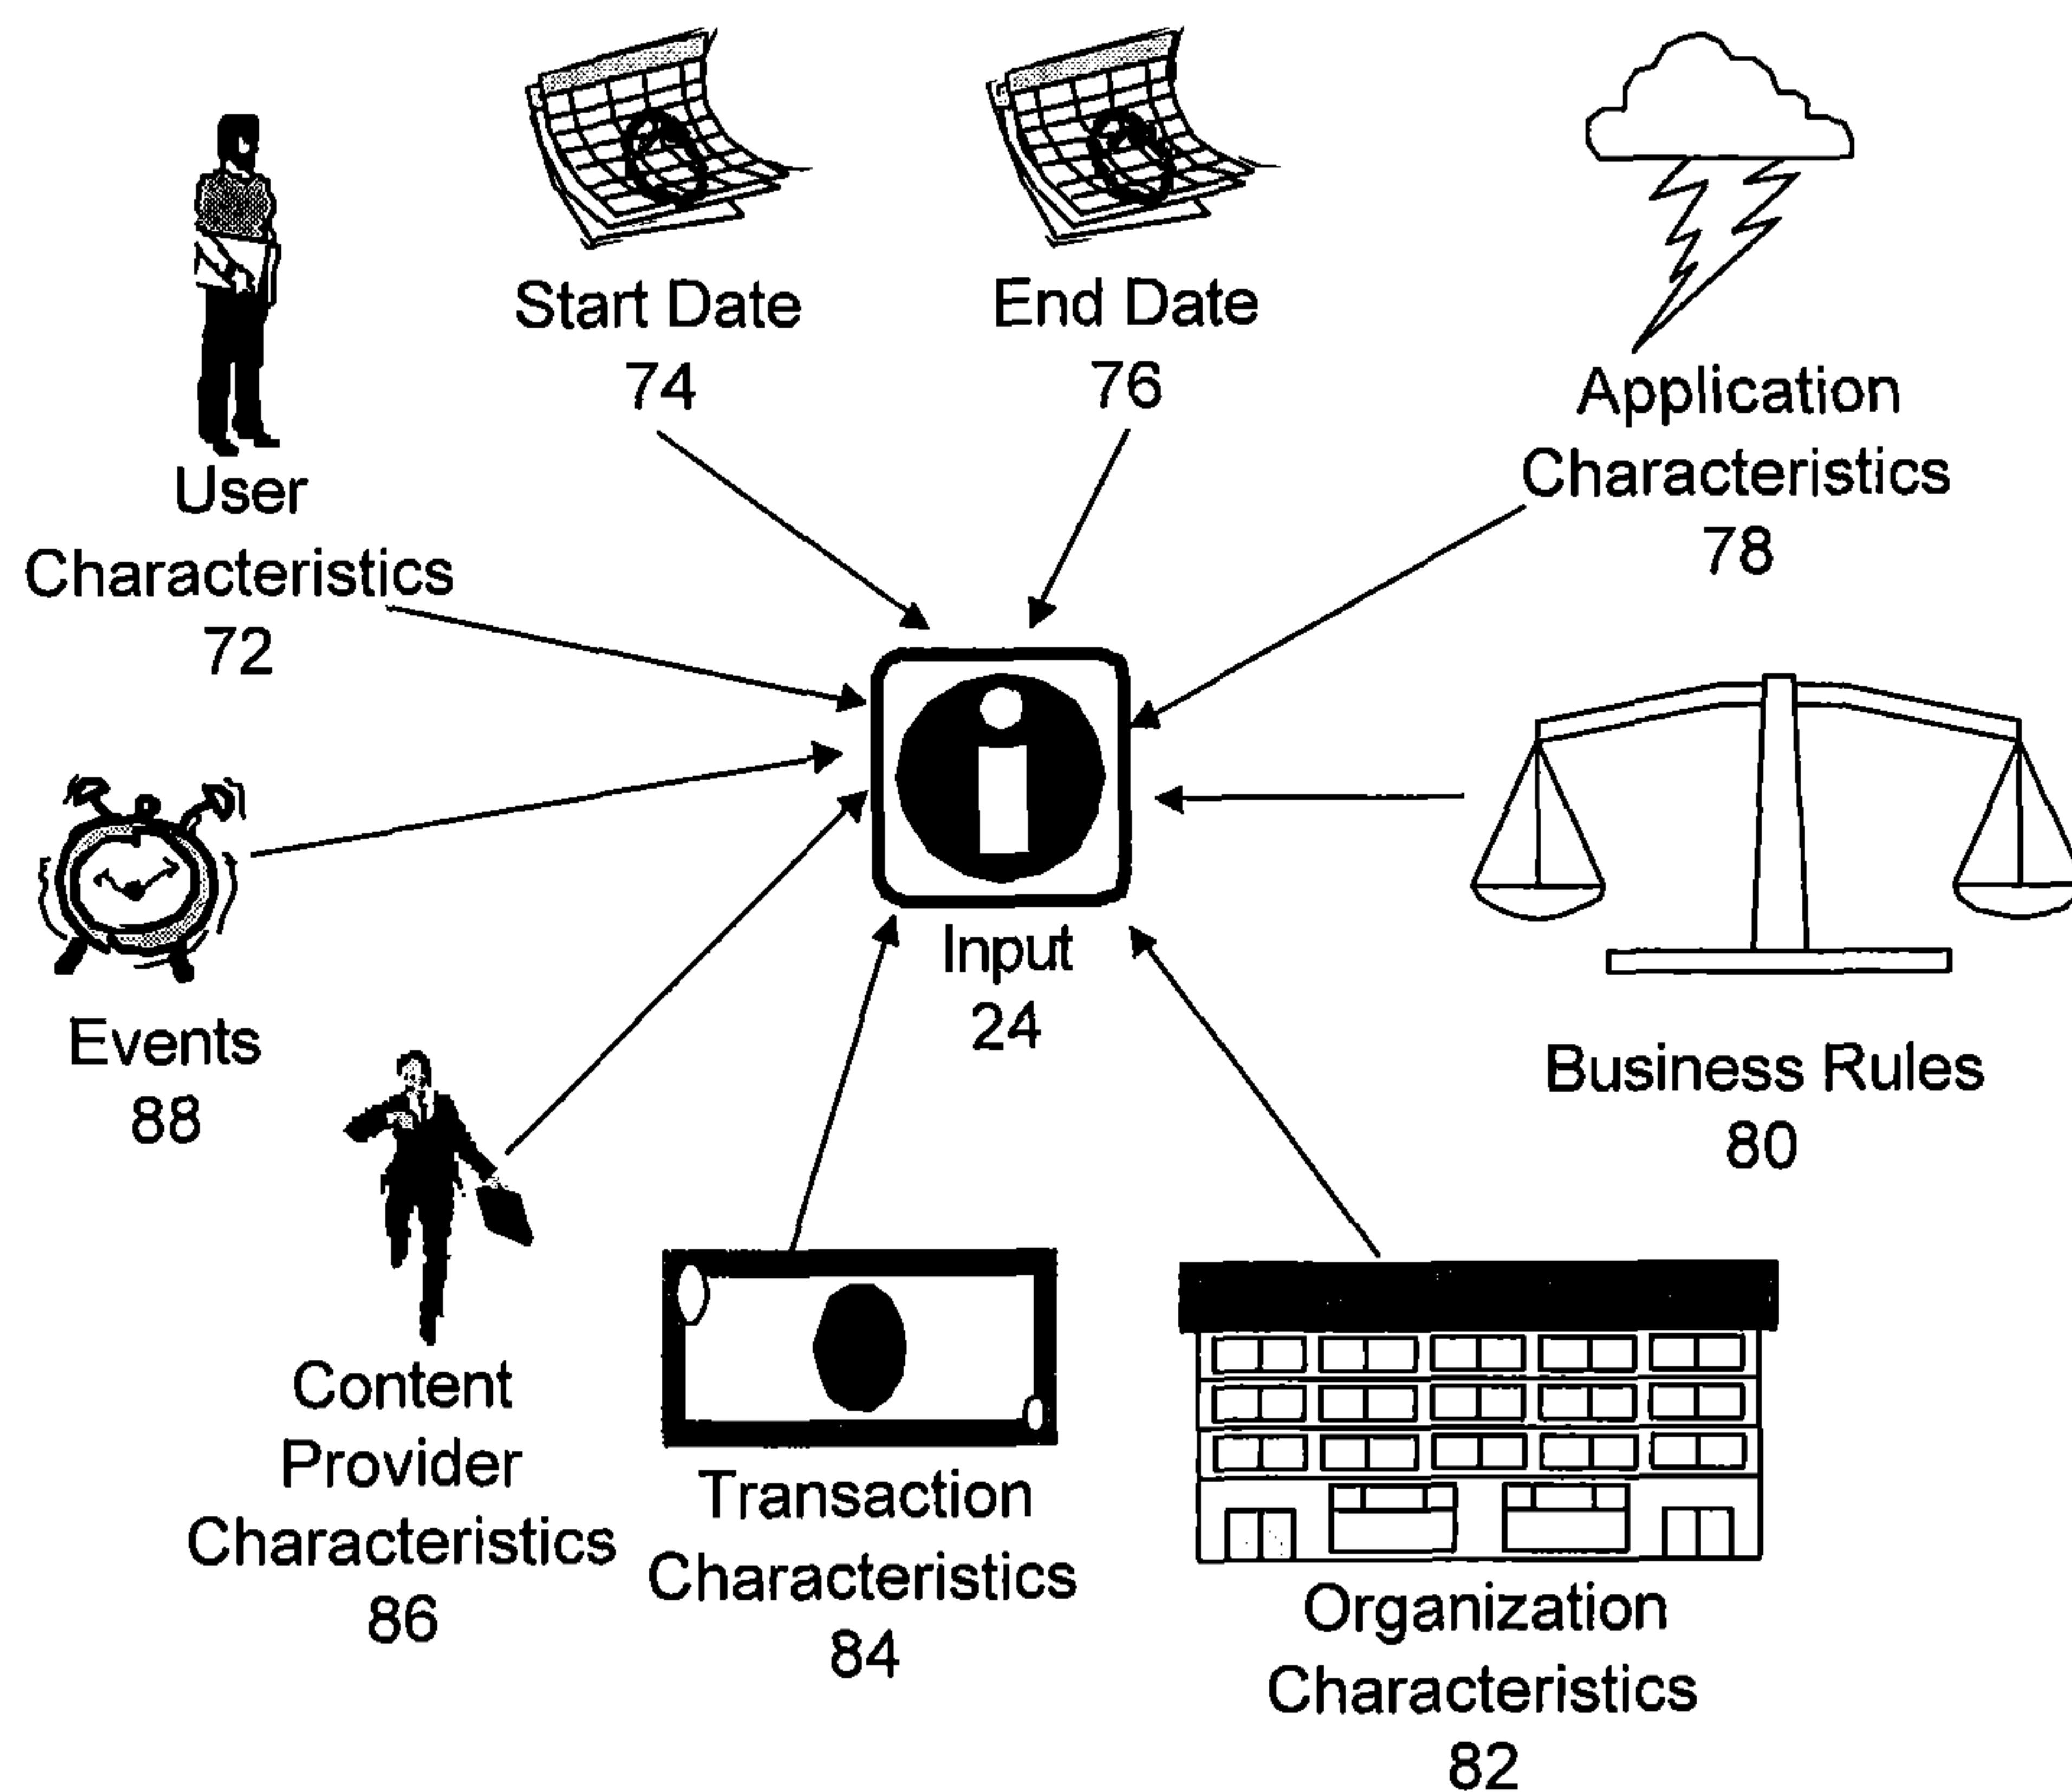 Start Date
74
End Date
76
Application
Characteristics
78
User
Characteristics
72
Input
24
Events
88
Business Rules
80
Content
Provider
Characteristics
86
Transaction
Characteristics
84
Organization
Characteristics
82